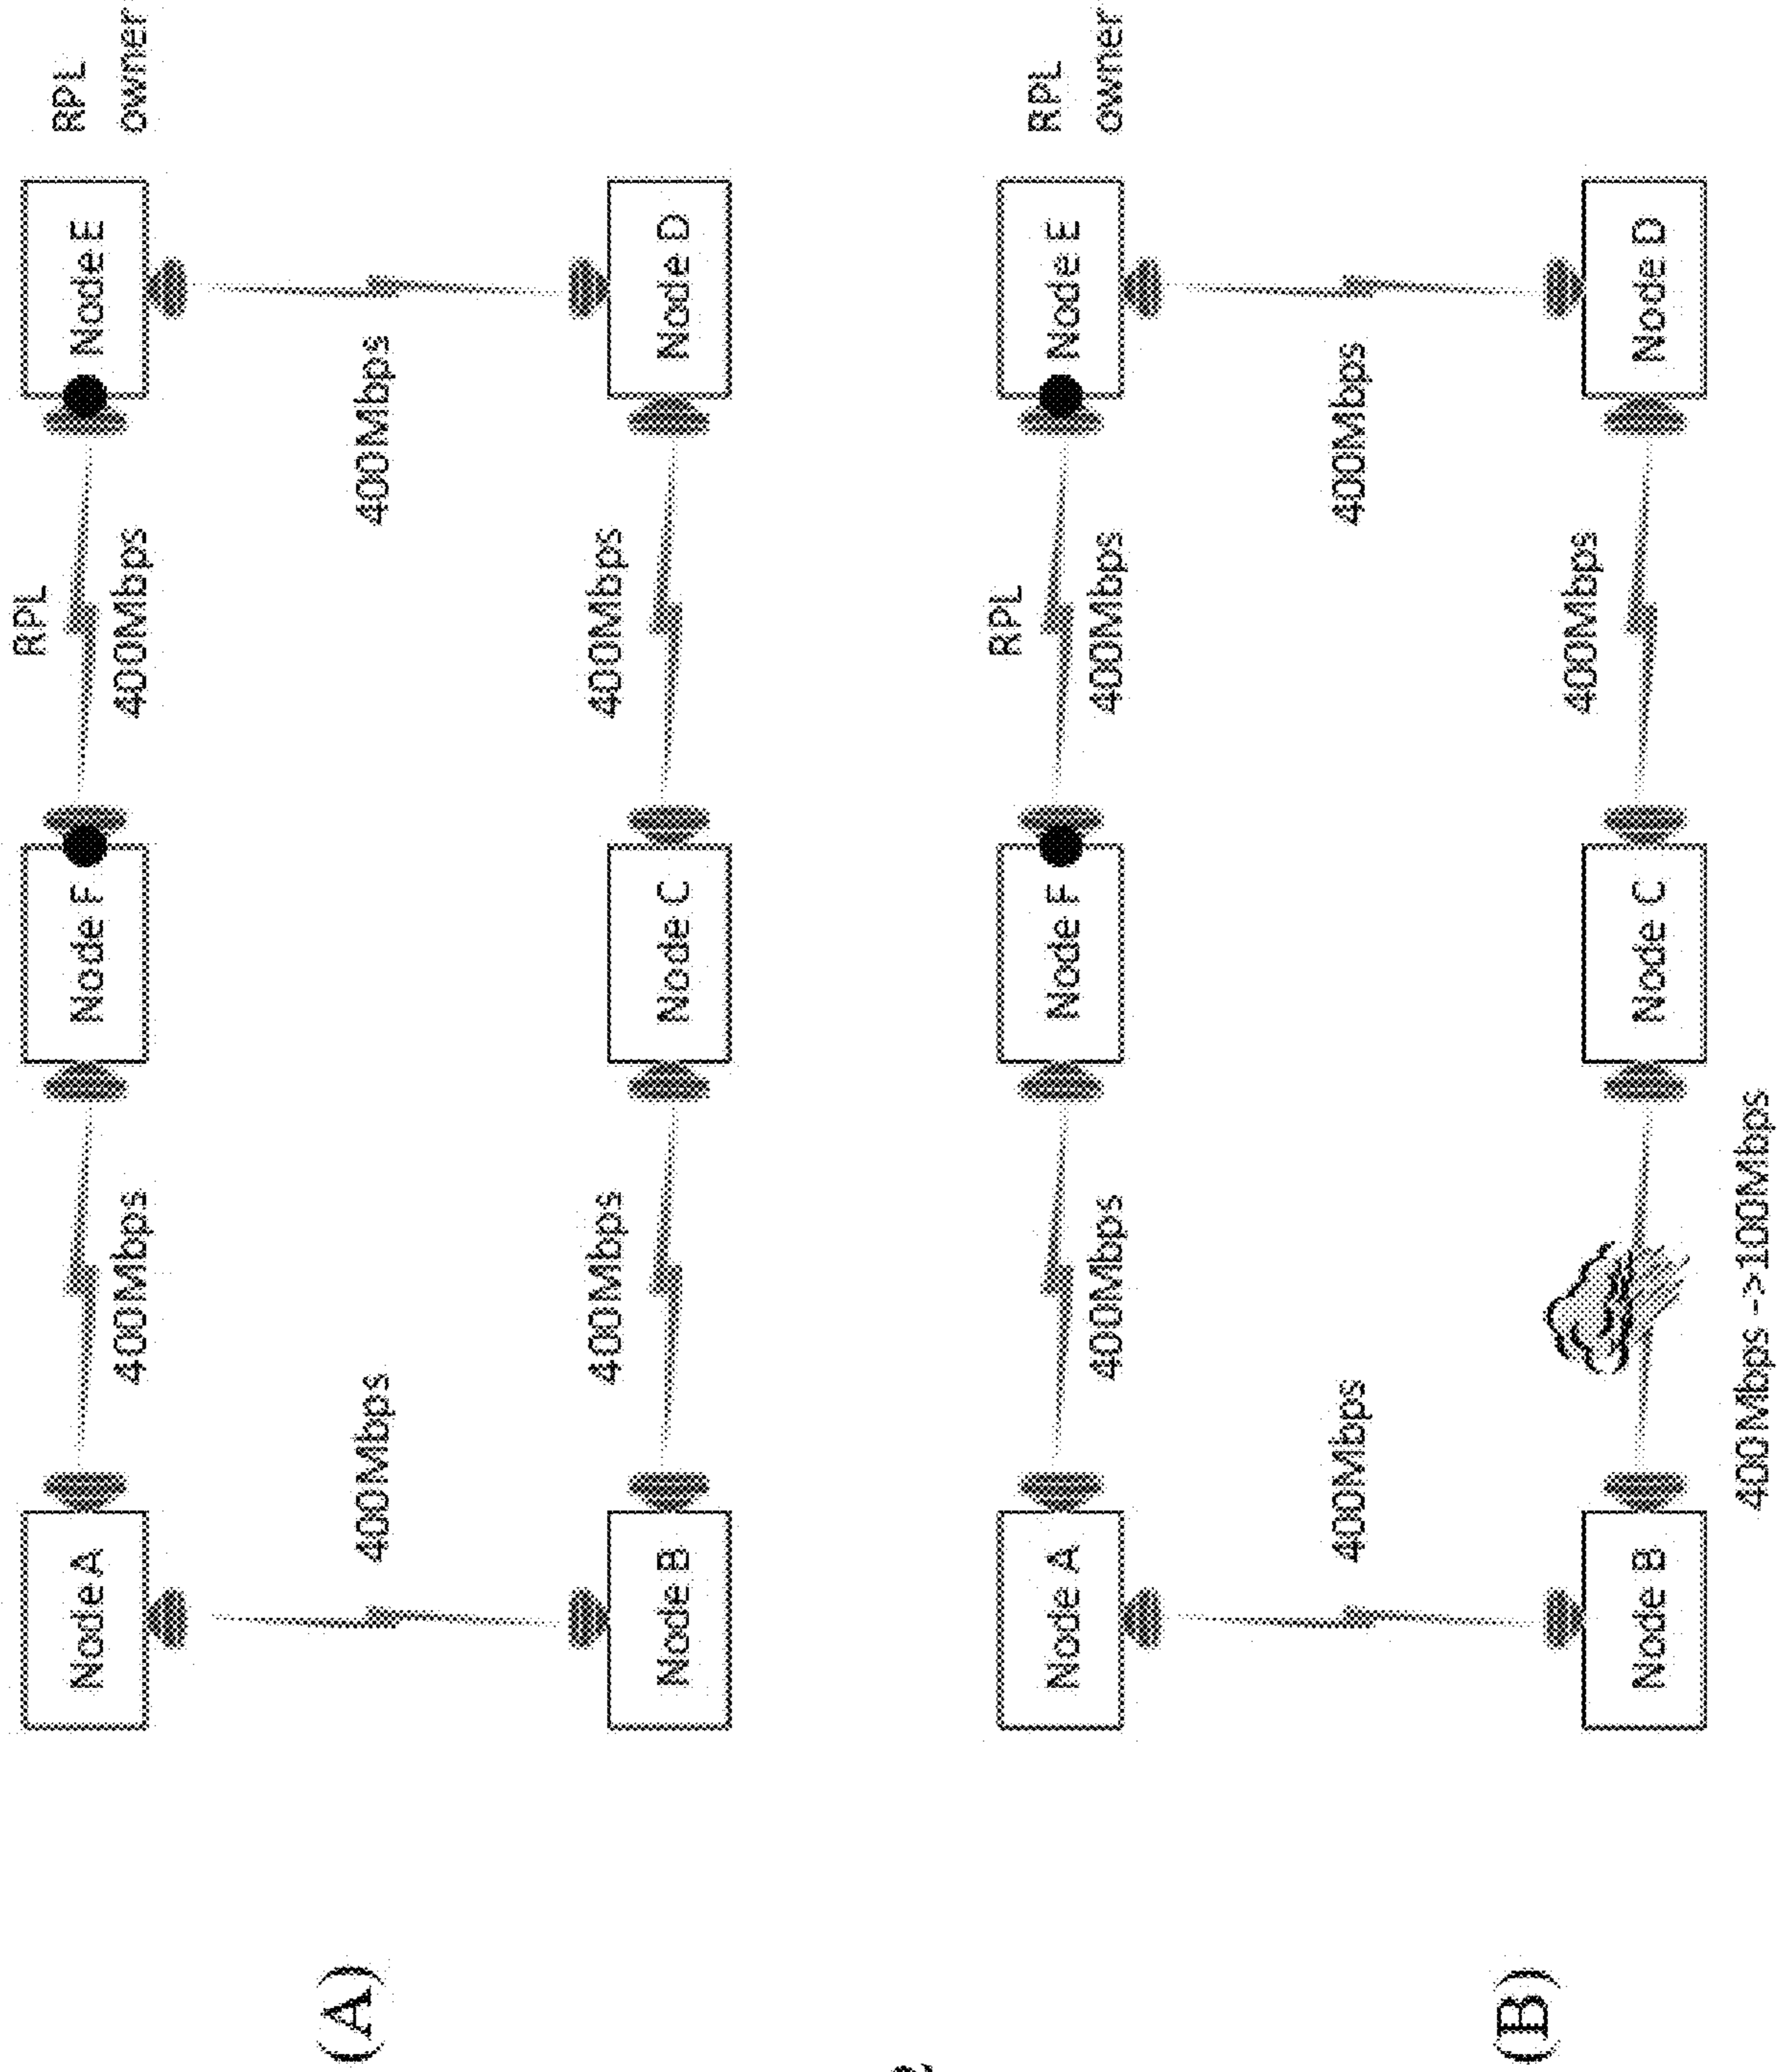 RPL
Node A
Node F
Node E
RPL
owner
400Mbps
400Mbps
(A)
400Mbps
400Mbps
400Mbps
400Mbps
Node B
Node C
Node D
RPL
Node A
Node F
Node E
RPL
owner
400Mbps
400Mbps
400Mbps
400Mbps
(B)
400Mbps
Node B
Node C
Node D
400Mbps ->100Mbps